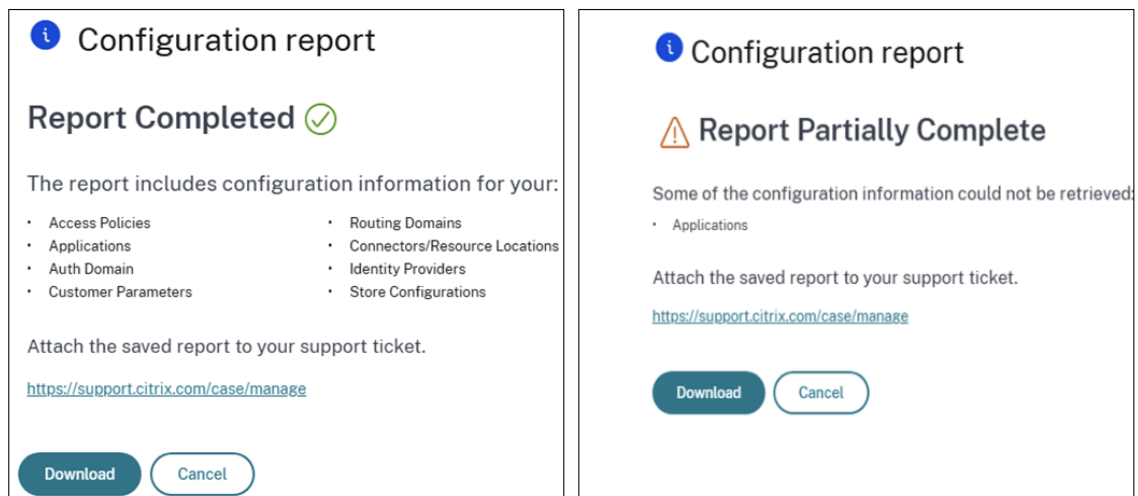 Configuration report
Report Completed
The report includes configuration information for your:
• Access Policies
• Applications
• Auth Domain
• Customer Parameters
• Routing Domains
• Connectors/Resource Locations
• Identity Providers
• Store Configurations
Attach the saved report to your support ticket.
https://support.citrix.com/case/manage
Download
Cancel
Configuration report
Report Partially Complete
Some of the configuration information could not be retrieved:
• Applications
Attach the saved report to your support ticket.
https://support.citrix.com/case/manage
Download
Cancel